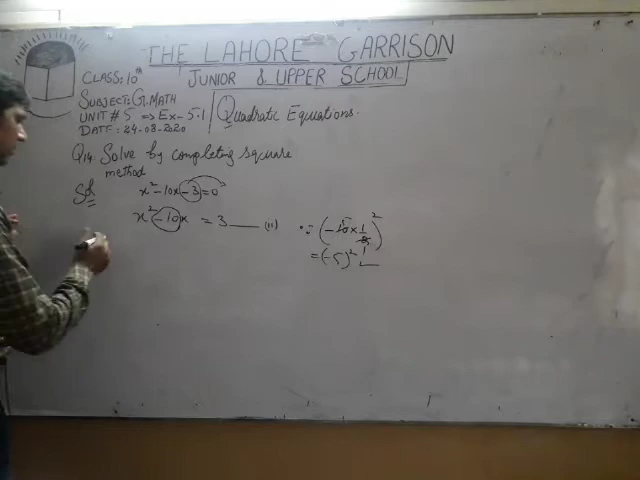 THE LAHORE GARRISON
JUNIOR & UPPER SCHOOL
CLASS: 10th
SUBJECT: G.MATH
UNIT # 5 => Ex-5.1
DATE: 24-08-2020
Quadratic Equations.
Q14. Solve by completing square
method
Sol
x² - 10x - 3 = 0
x² - 10x = 3 — (ii)
∵ (-10 × 1/2)²
= (-5)²